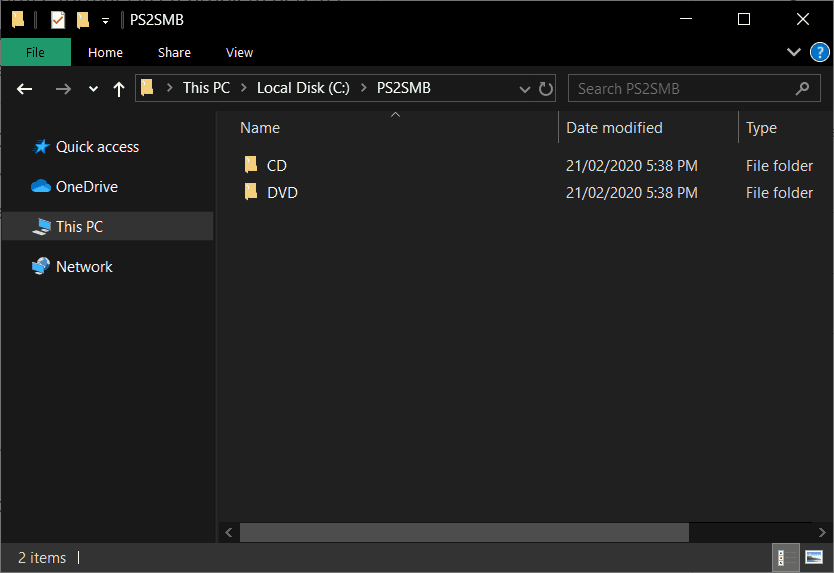 PS2SMB
File Home Share View
This PC Local Disk (C:) PS2SMB Search PS2SMB
Name Date modified Type
Quick access
CD 21/02/2020 5:38 PM File folder
OneDrive
DVD 21/02/2020 5:38 PM File folder
This PC
Network
2 items